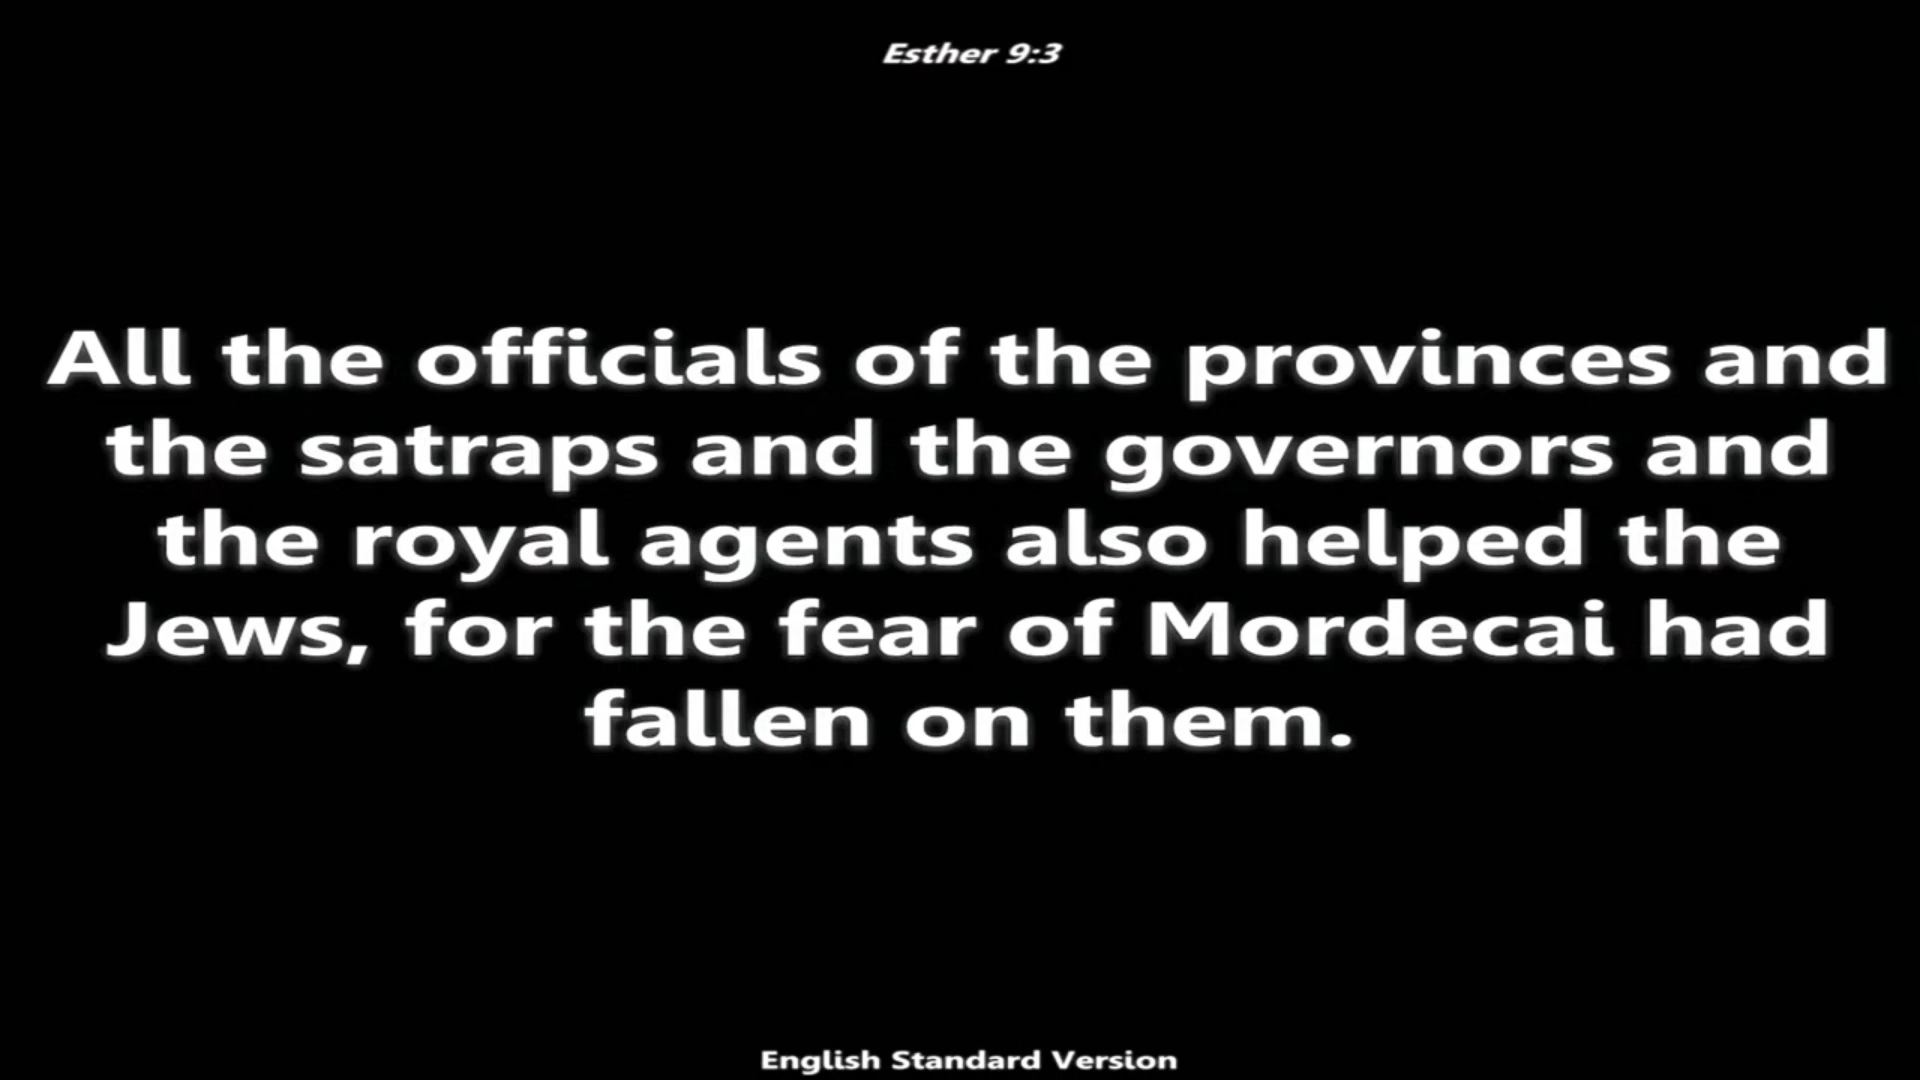 Esther 9:3
All the officials of the provinces and
the satraps and the governors and
the royal agents also helped the
Jews, for the fear of Mordecai had
fallen on them.
English Standard Version